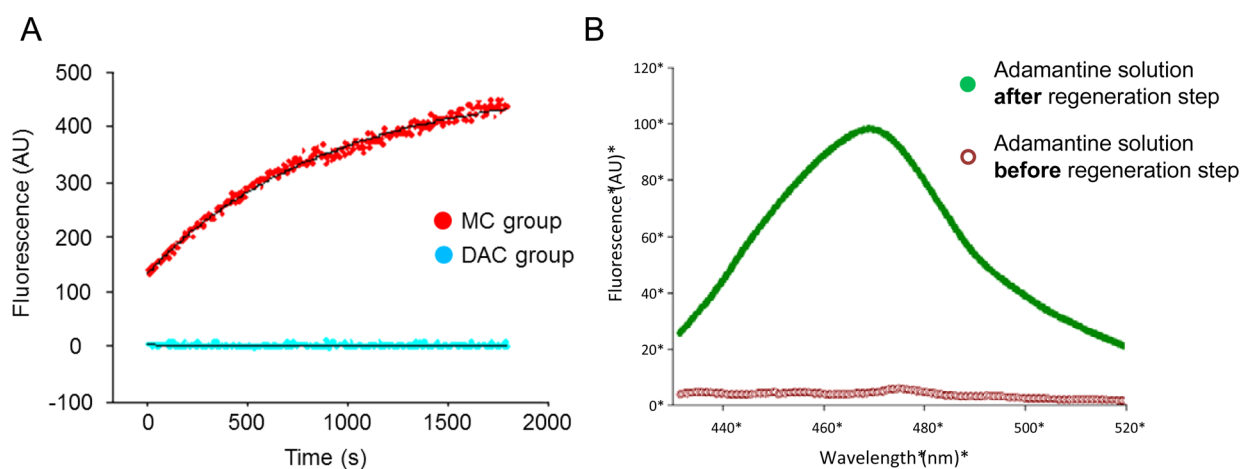 A
500
400
300
200
100
0
-100
Fluorescence (AU)
0
500
1000
1500
2000
Time (s)
MC group
DAC group
B
120*
100*
80*
60*
40*
20*
0*
Fluorescence*(AU)*
440*
460*
480*
500*
520*
Wavelength*(nm)*
Adamantine solution
after regeneration step
Adamantine solution
before regeneration step